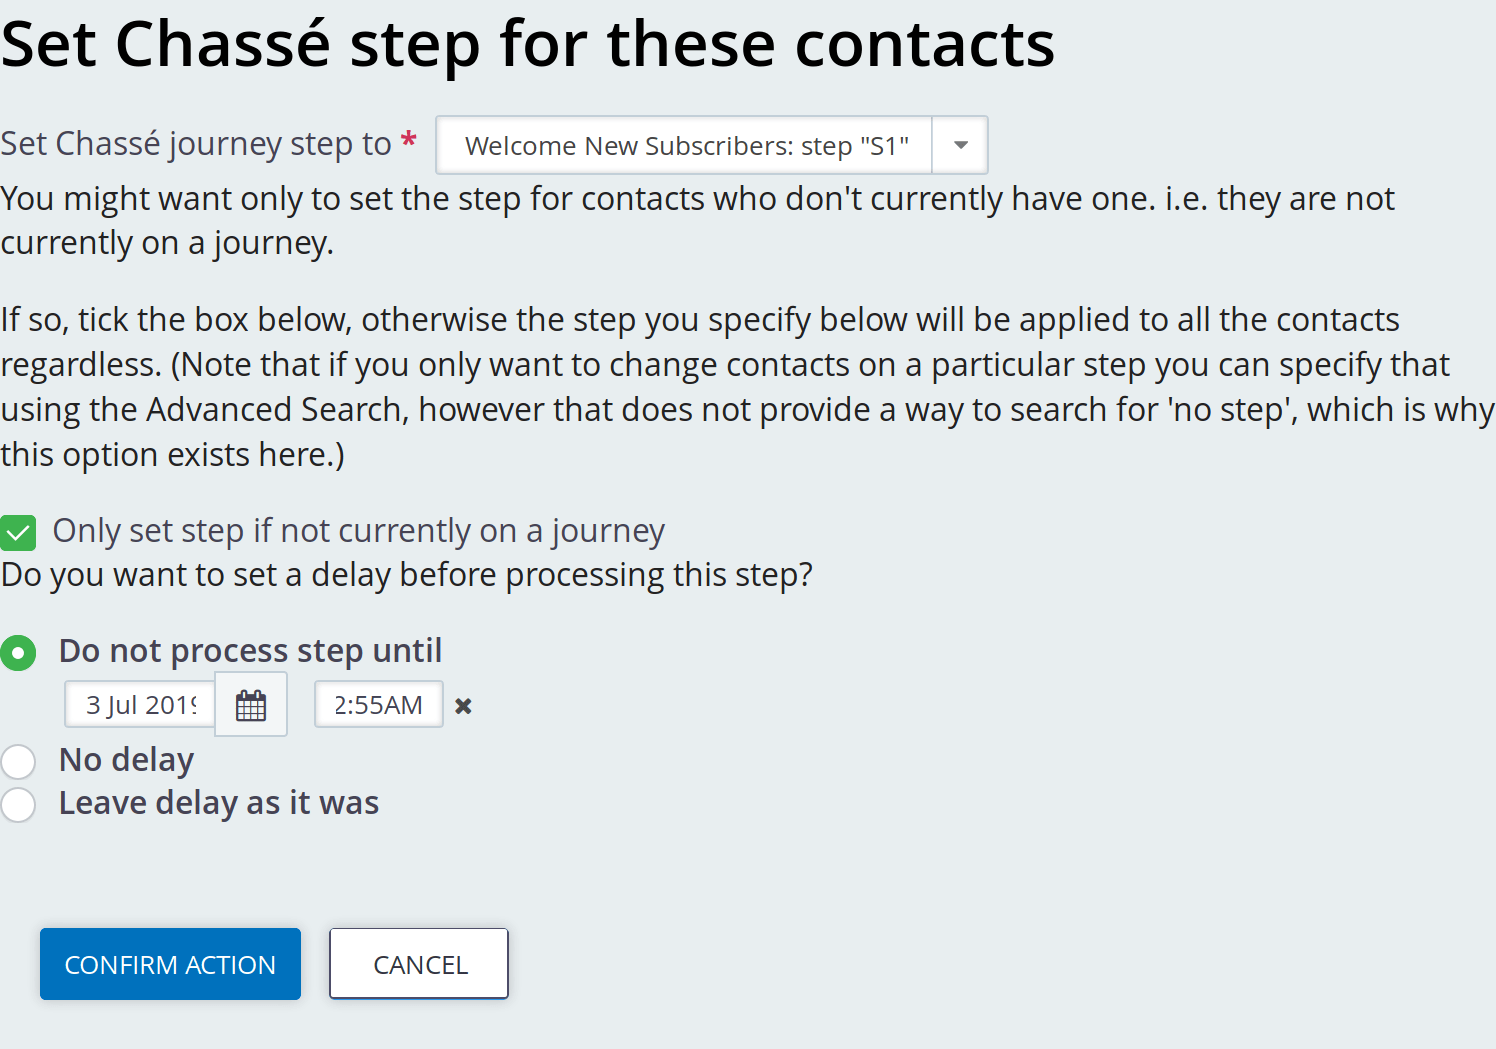 Set Chassé step for these contacts
Set Chassé journey step to * Welcome New Subscribers: step "S1"
You might want only to set the step for contacts who don't currently have one. i.e. they are not
currently on a journey.
If so, tick the box below, otherwise the step you specify below will be applied to all the contacts
regardless. (Note that if you only want to change contacts on a particular step you can specify that
using the Advanced Search, however that does not provide a way to search for 'no step', which is why
this option exists here.)
Only set step if not currently on a journey
Do you want to set a delay before processing this step?
Do not process step until
3 Jul 2019 2:55AM
No delay
Leave delay as it was
CONFIRM ACTION CANCEL